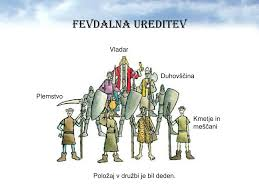 FEVDALNA UREDITEV
Vladar
Duhovščina
Plemstvo
Kmetje in
meščani
Položaj v družbi je bil deden.